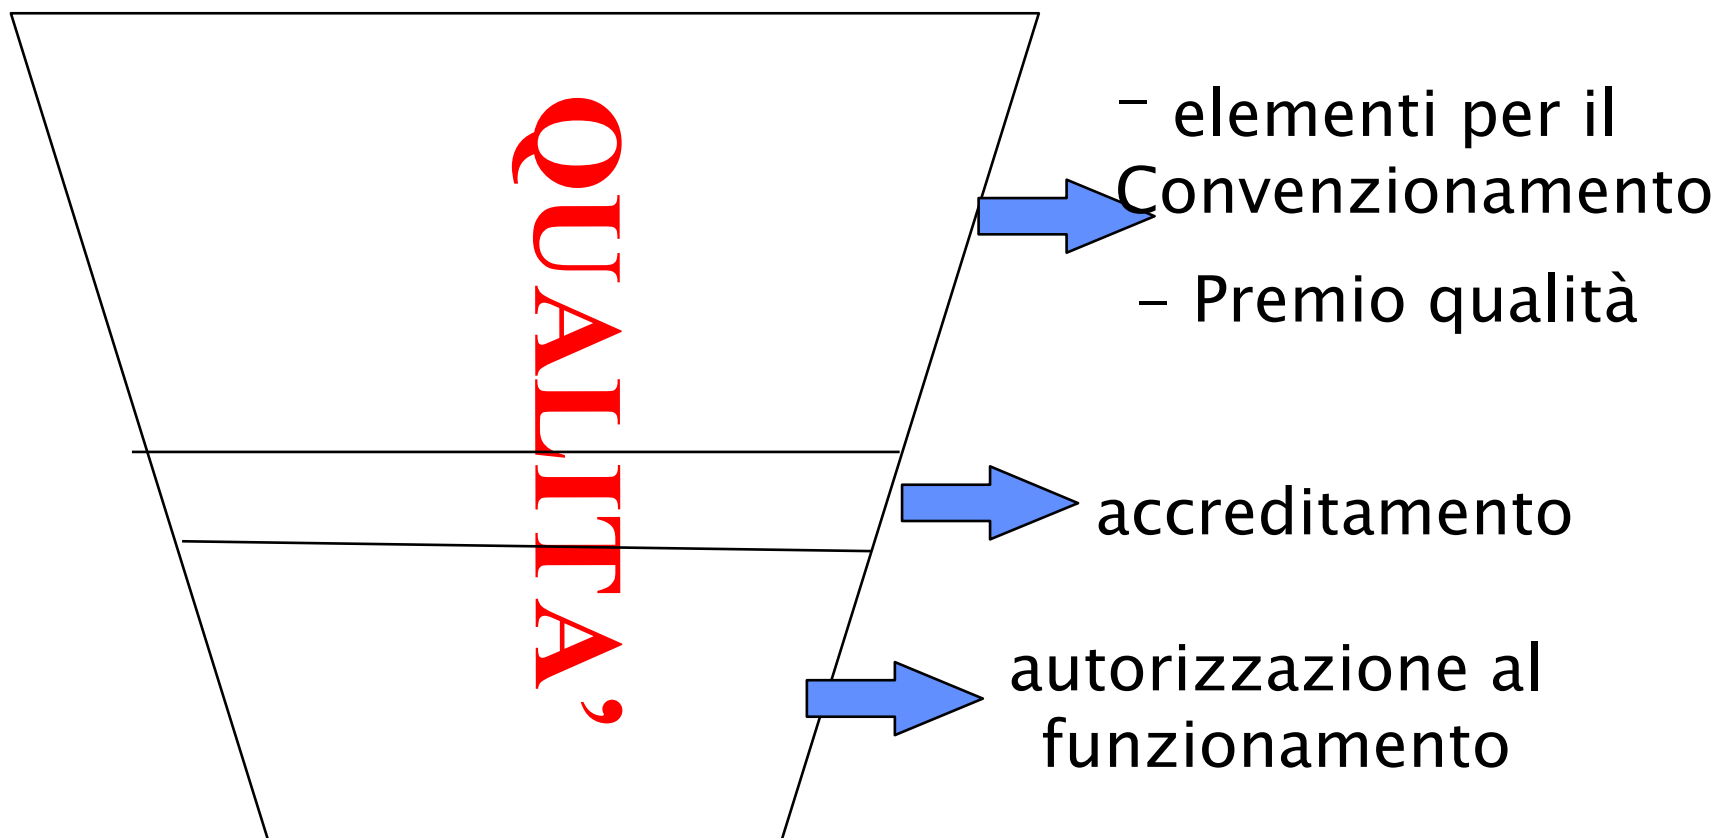 QUALITA’
- elementi per il
Convenzionamento
- Premio qualità
accreditamento
autorizzazione al
funzionamento